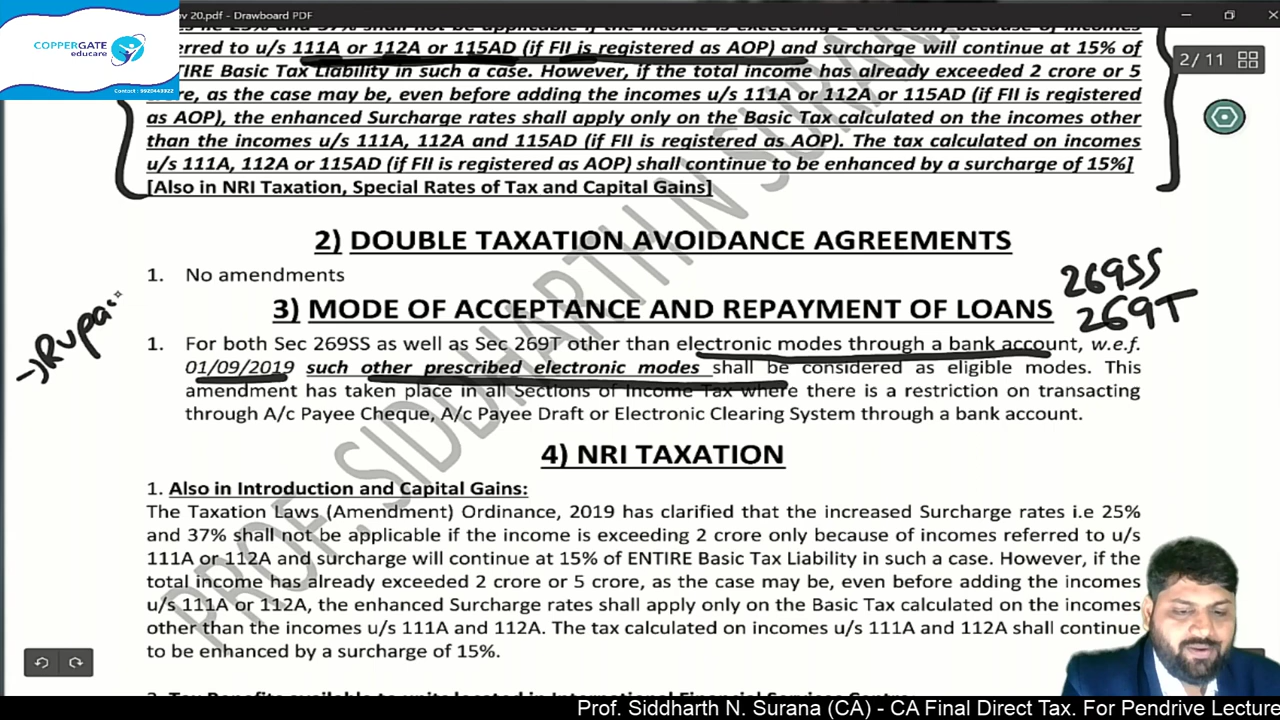 ov 20.pdf - Drawboard PDF
COPPERGATE
educare
Contact : 9920443922
2 / 11
erred to u/s 111A or 112A or 115AD (if FII is registered as AOP) and surcharge will continue at 15% of
TIRE Basic Tax Liability in such a case. However, if the total income has already exceeded 2 crore or 5
re, as the case may be, even before adding the incomes u/s 111A or 112A or 115AD (if FII is registered
as AOP), the enhanced Surcharge rates shall apply only on the Basic Tax calculated on the incomes other
than the incomes u/s 111A, 112A and 115AD (if FII is registered as AOP). The tax calculated on incomes
u/s 111A, 112A or 115AD (if FII is registered as AOP) shall continue to be enhanced by a surcharge of 15%]
[Also in NRI Taxation, Special Rates of Tax and Capital Gains]
2) DOUBLE TAXATION AVOIDANCE AGREEMENTS
1. No amendments
269SS
269T
3) MODE OF ACCEPTANCE AND REPAYMENT OF LOANS
→ Rupa
1. For both Sec 269SS as well as Sec 269T other than electronic modes through a bank account, w.e.f.
01/09/2019 such other prescribed electronic modes shall be considered as eligible modes. This
amendment has taken place in all Sections of Income Tax where there is a restriction on transacting
through A/c Payee Cheque, A/c Payee Draft or Electronic Clearing System through a bank account.
4) NRI TAXATION
1. Also in Introduction and Capital Gains:
The Taxation Laws (Amendment) Ordinance, 2019 has clarified that the increased Surcharge rates i.e 25%
and 37% shall not be applicable if the income is exceeding 2 crore only because of incomes referred to u/s
111A or 112A and surcharge will continue at 15% of ENTIRE Basic Tax Liability in such a case. However, if the
total income has already exceeded 2 crore or 5 crore, as the case may be, even before adding the incomes
u/s 111A or 112A, the enhanced Surcharge rates shall apply only on the Basic Tax calculated on the incomes
other than the incomes u/s 111A and 112A. The tax calculated on incomes u/s 111A and 112A shall continue
to be enhanced by a surcharge of 15%.
PROF. SIDDHARTH N SURANA
Prof. Siddharth N. Surana (CA) - CA Final Direct Tax. For Pendrive Lecture